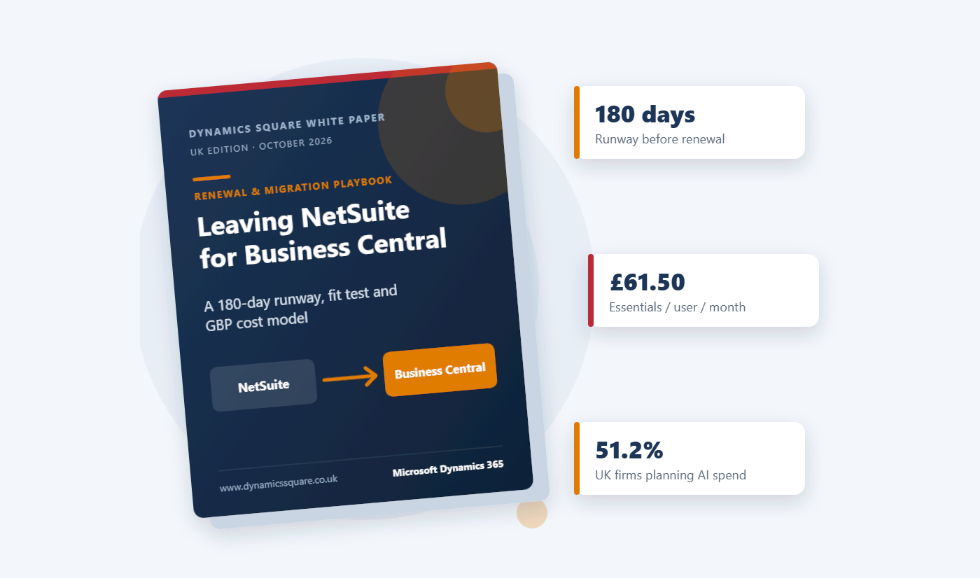 DYNAMICS SQUARE WHITE PAPER
UK EDITION · OCTOBER 2026
RENEWAL & MIGRATION PLAYBOOK
Leaving NetSuite
for Business Central
A 180-day runway, fit test and
GBP cost model
NetSuite
Business Central
www.dynamicssquare.co.uk
Microsoft Dynamics 365
180 days
Runway before renewal
£61.50
Essentials / user / month
51.2%
UK firms planning AI spend